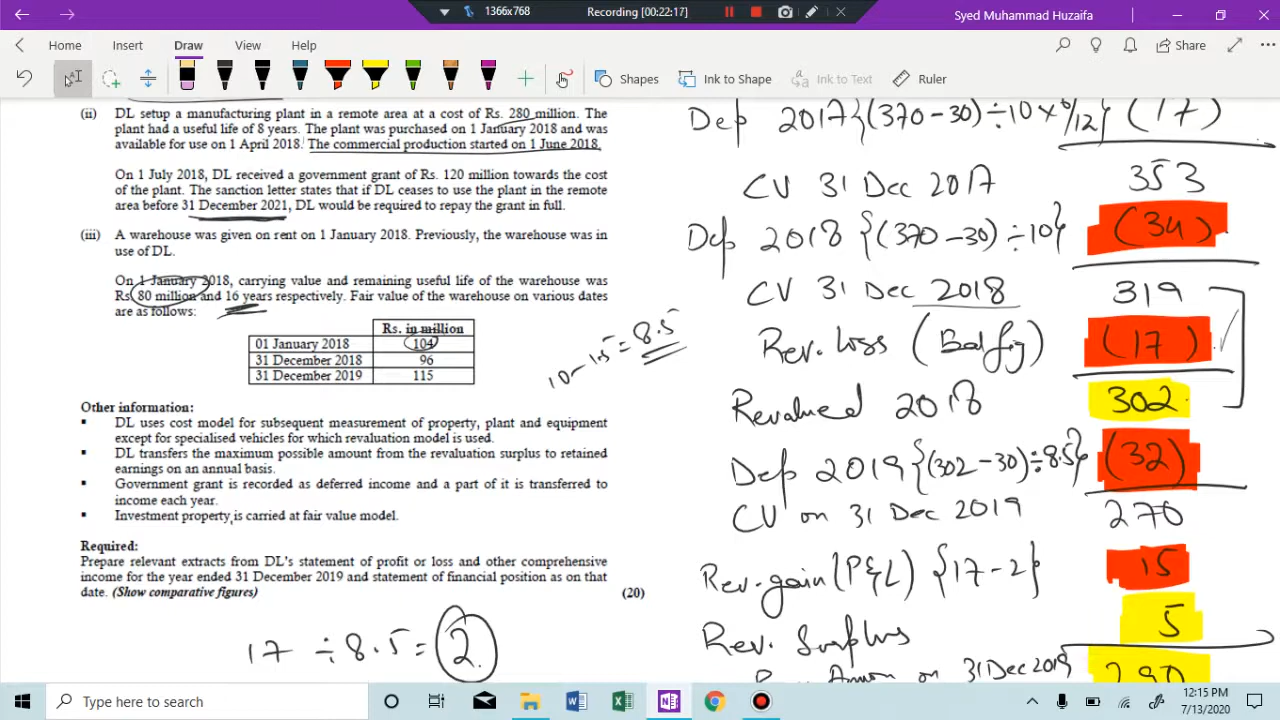 1366x768
Recording [00:22:17]
Syed Muhammad Huzaifa
Home Insert Draw View Help
Share
Shapes
Ink to Shape
Ink to Text
Ruler
(ii) DL setup a manufacturing plant in a remote area at a cost of Rs. 280 million. The
plant had a useful life of 8 years. The plant was purchased on 1 January 2018 and was
available for use on 1 April 2018. The commercial production started on 1 June 2018.
On 1 July 2018, DL received a government grant of Rs. 120 million towards the cost
of the plant. The sanction letter states that if DL ceases to use the plant in the remote
area before 31 December 2021, DL would be required to repay the grant in full.
(iii) A warehouse was given on rent on 1 January 2018. Previously, the warehouse was in
use of DL.
On 1 January 2018, carrying value and remaining useful life of the warehouse was
Rs. 80 million and 16 years respectively. Fair value of the warehouse on various dates
are as follows:
Rs. in million
01 January 2018 104
31 December 2018 96
31 December 2019 115
10 - 1.5 = 8.5
Other information:
▪ DL uses cost model for subsequent measurement of property, plant and equipment
except for specialised vehicles for which revaluation model is used.
▪ DL transfers the maximum possible amount from the revaluation surplus to retained
earnings on an annual basis.
▪ Government grant is recorded as deferred income and a part of it is transferred to
income each year.
▪ Investment property is carried at fair value model.
Required:
Prepare relevant extracts from DL's statement of profit or loss and other comprehensive
income for the year ended 31 December 2019 and statement of financial position as on that
date. (Show comparative figures) (20)
17 ÷ 8.5 = 2
Dep 2017 {(370-30)÷10 x 6/12} (17)
CV 31 Dec 2017 353
Dep 2018 {(370-30)÷10} (34)
CV 31 Dec 2018 319
Rev. loss (Bal fig) (17)
Revalued 2018 302
Dep 2019 {(302-30)÷8.5} (32)
CV on 31 Dec 2019 270
Rev. gain (P&L) {17-2} 15
Rev. Surplus 5
on 31 Dec 2019 290
Type here to search
12:15 PM
7/13/2020